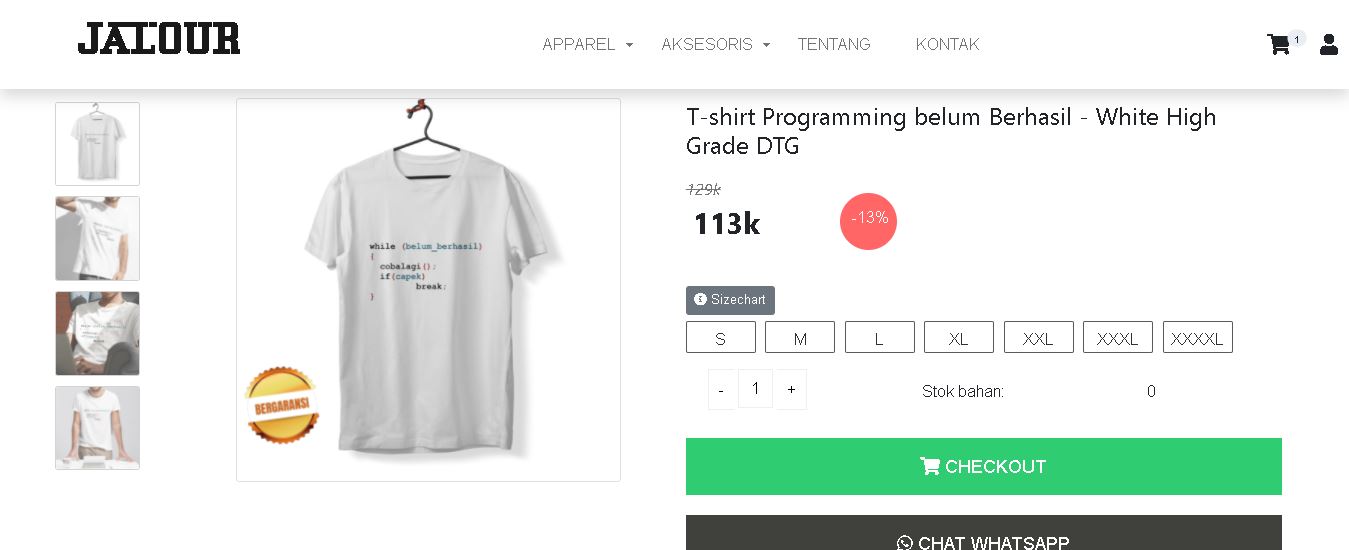 JALOUR
APPAREL
AKSESORIS
TENTANG
KONTAK
1
T-shirt Programming belum Berhasil - White High
Grade DTG
129k
113k
-13%
while (belum_berhasil)
{
cobalagi();
if(capek)
break;
}
BERGARANSI
Sizechart
S M L XL XXL XXXL XXXXL
- 1 +
Stok bahan: 0
CHECKOUT
CHAT WHATSAPP